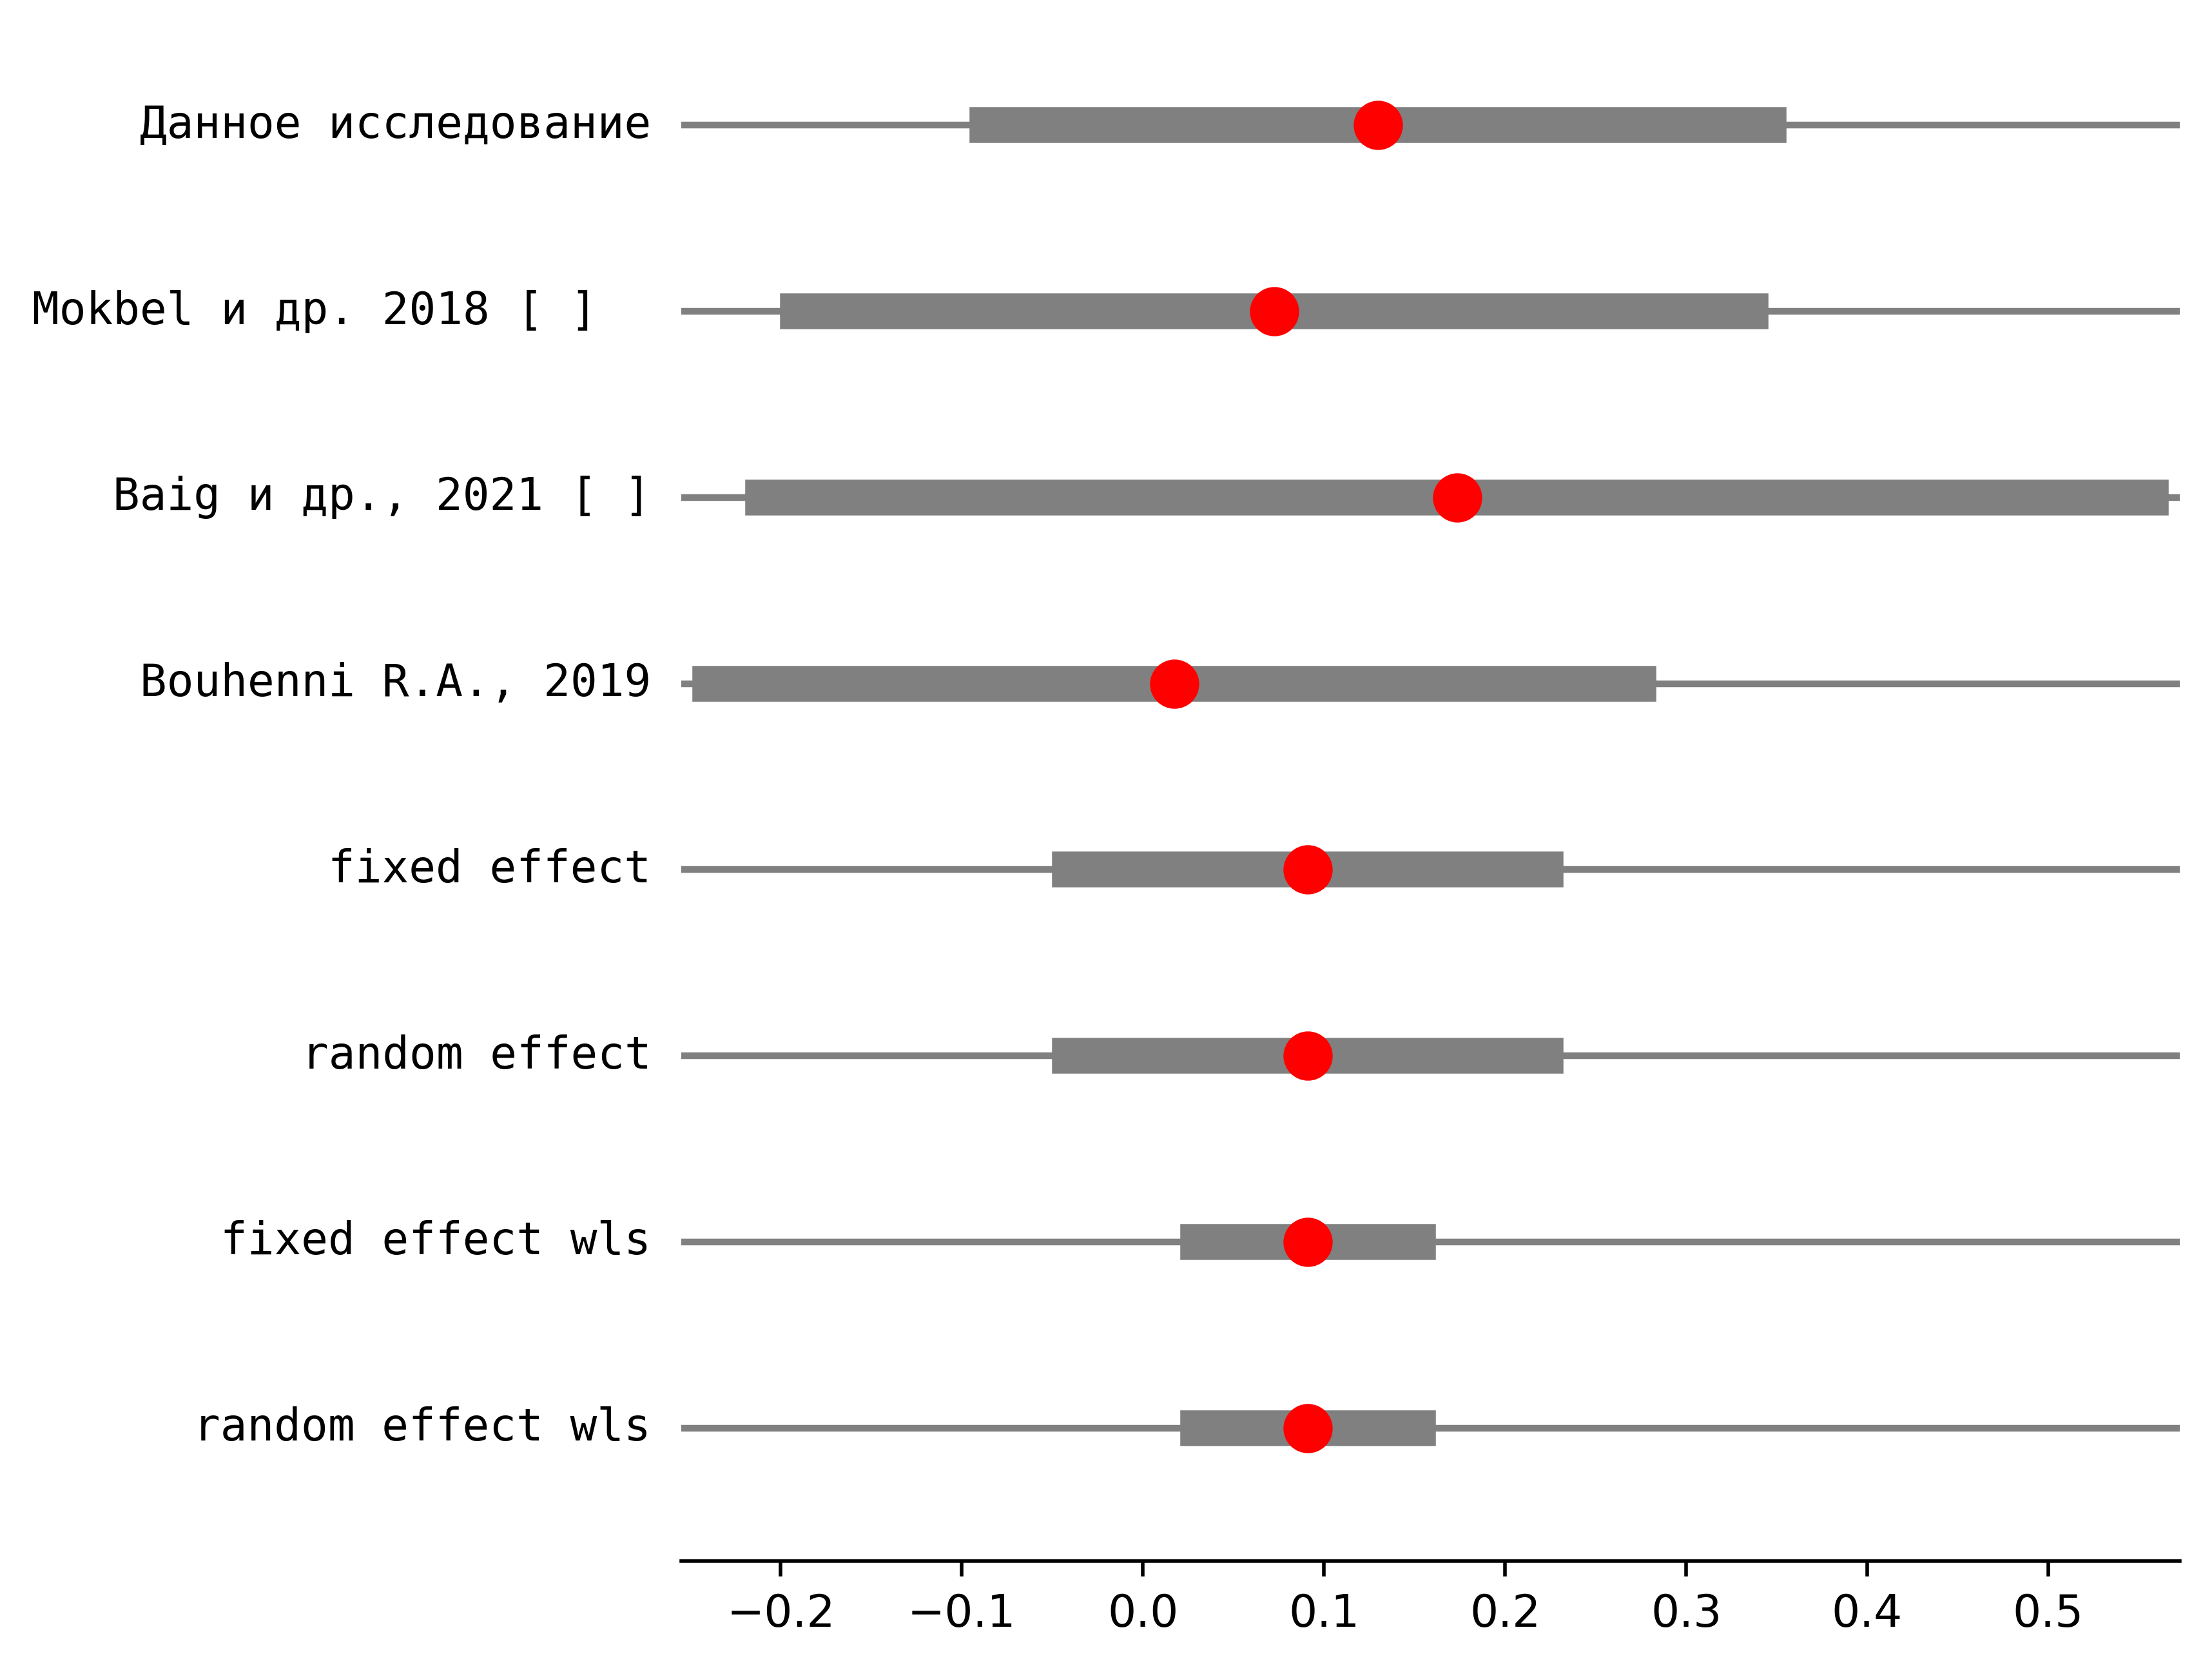 Данное исследование
Mokbel и др. 2018 [ ]
Baig и др., 2021 [ ]
Bouhenni R.A., 2019
fixed effect
random effect
fixed effect wls
random effect wls
−0.2 −0.1 0.0 0.1 0.2 0.3 0.4 0.5